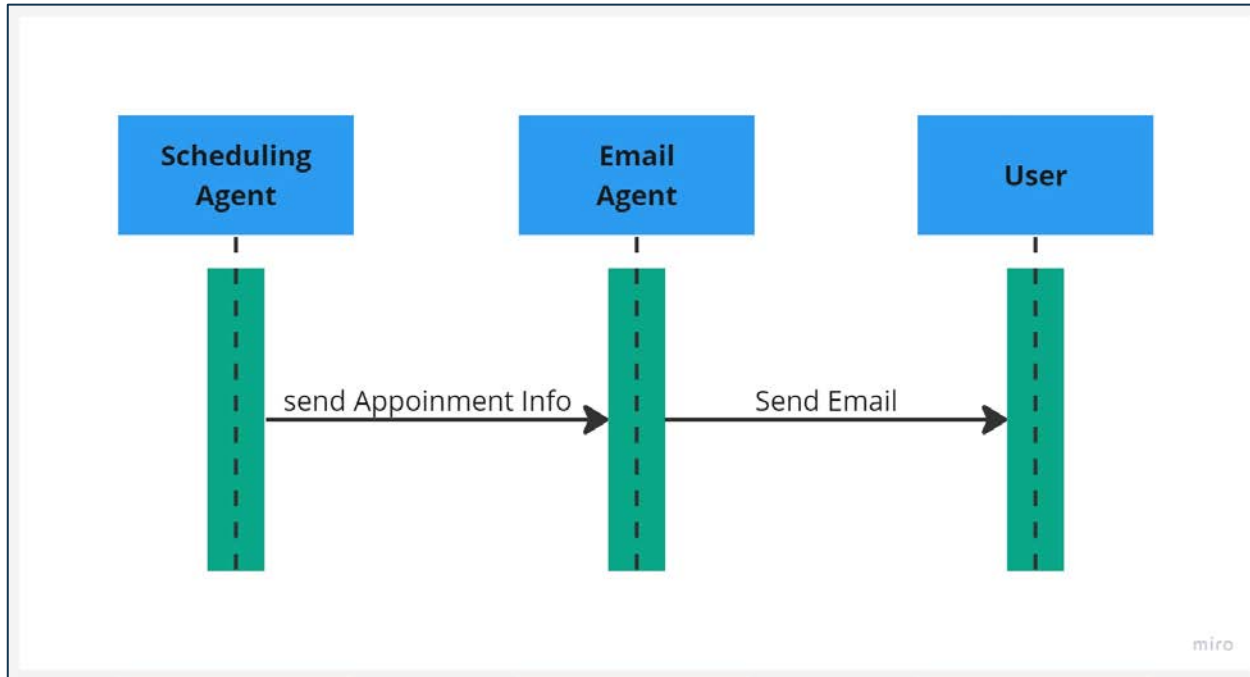 Scheduling
Agent
Email
Agent
User
send Appoinment Info
Send Email
miro